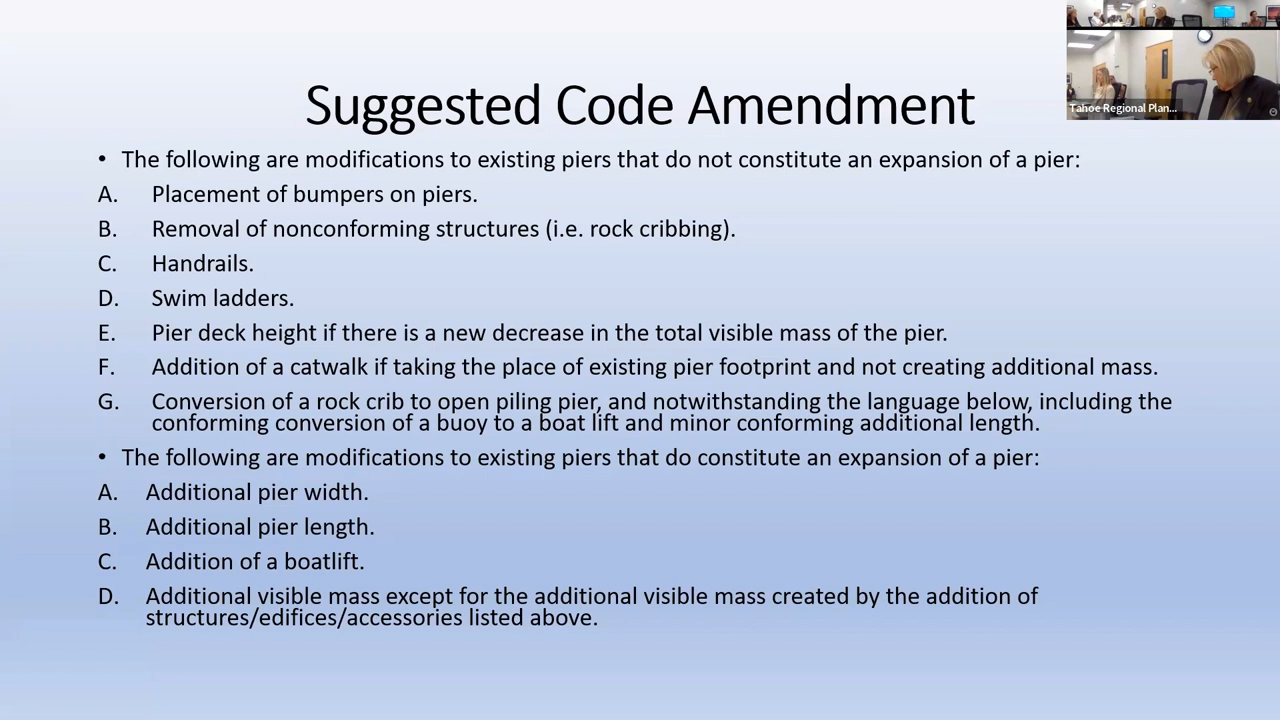 Tahoe Regional Plan...
Suggested Code Amendment
• The following are modifications to existing piers that do not constitute an expansion of a pier:
A. Placement of bumpers on piers.
B. Removal of nonconforming structures (i.e. rock cribbing).
C. Handrails.
D. Swim ladders.
E. Pier deck height if there is a new decrease in the total visible mass of the pier.
F. Addition of a catwalk if taking the place of existing pier footprint and not creating additional mass.
G. Conversion of a rock crib to open piling pier, and notwithstanding the language below, including the
conforming conversion of a buoy to a boat lift and minor conforming additional length.
• The following are modifications to existing piers that do constitute an expansion of a pier:
A. Additional pier width.
B. Additional pier length.
C. Addition of a boatlift.
D. Additional visible mass except for the additional visible mass created by the addition of
structures/edifices/accessories listed above.